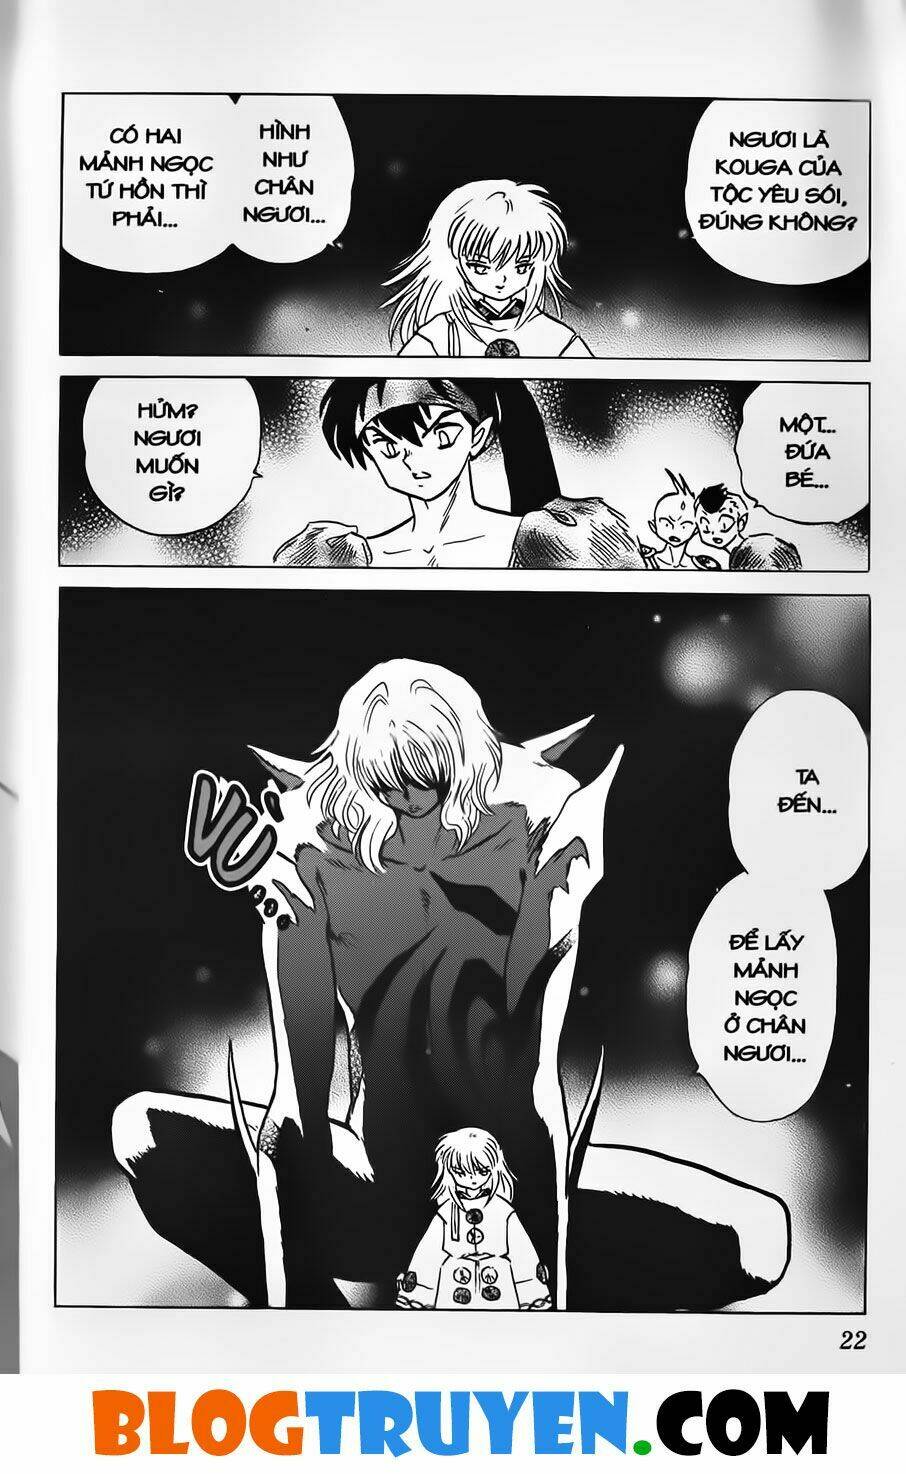 NGƯƠI LÀ
KOUGA CỦA
TỘC YÊU SÓI,
ĐÚNG KHÔNG?
HÌNH
NHƯ
CHÂN
NGƯƠI...
CÓ HAI
MẢNH NGỌC
TỨ HỒN THÌ
PHẢI...
MỘT...
ĐỨA
BÉ...
HỬM?
NGƯƠI
MUỐN
GÌ?
TA
ĐẾN...
VÙ...
ĐỂ LẤY
MẢNH
NGỌC
Ở CHÂN
NGƯƠI...
22
BLOGTRUYEN.COM